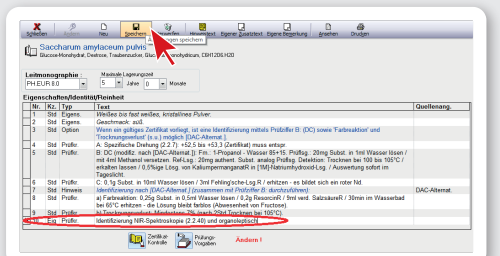 Schließen Neu Speichern Hinweistext Eigener Zusatztext Eigene Bemerkung Ansehen Drucken
Saccharum amylaceum pulvis
Glucose-Monohydrat, Dextrose, Traubenzucker, C6H12O6.H2O
Leitmonographie : Maximale Lagerungszeit
PH.EUR 8.0 5 Jahre 0 Monate
Eigenschaften/Identität/Reinheit
Nr. Kz. Typ Text Quellenang.
1 Std Eigens. Weißes bis fast weißes, kristallines Pulver.
2 Std Eigens. Geschmack: süß.
3 Std Option Wenn ein gültiges Zertifikat vorliegt, ist eine Identifizierung mittels Prüfziffer B: (DC) sowie 'Farbreaktion' und
'Trocknungsverlust' (s.u.) möglich [DAC-Alternat.].
4 Std Prüfkr. A: Spezifische Drehung (2.2.7): +52,5 bis +53,3 (Zertifikat) muss entspr.
5 Std Prüfkr. B: DC (modifiz. nach [DAC-Alternat.]): Fm.: 1-Propanol - Wasser 85+15. Prüflsg.: 20mg Subst. in 1ml Wasser lösen /
mit 4ml Methanol versetzen. Ref-Lsg.: 20mg authent. Subst. analog Prüflsg. Detektion: Trocknen bei 100 bis 105°C /
erkalten lassen / 0,5%ige Lösg. von Kaliumpermanganat in [1M]-Natriumhydroxid-Lsg. / Auswertung sofort im
Tageslicht.
6 Std Prüfkr. C: 0,1g Subst. in 10ml Wasser lösen / 3ml Fehling'sche-Lsg.R / erhitzen - es bildet sich ein roter Nd.
7 Std Hinweis Identifizierung nach [DAC-Alternat.] (zusammen mit Prüfziffer B: durchzuführen): DAC-Alternat.
8 Std Prüfkr. a) Farbreaktion: 0,25g Subst. in 0,5ml Wasser lösen / 0,2g ResorcinR / 9ml verd. SalzsäureR / 30min im Wasserbad
bei 65°C erhitzen - die Lösung bleibt farblos (Abwesenheit von Fructose).
9 Std Prüfkr. b) Trocknungsverlust: Mindestens 7% (nach 2Std.Trocknen bei 105°C).
10 Eig Prüfkr. Identifizierung NIR-Spektroskopie (2.2.40) und organoleptisch
Zertifikat- Kontrolle Prüfungs- Vorgaben Ändern !